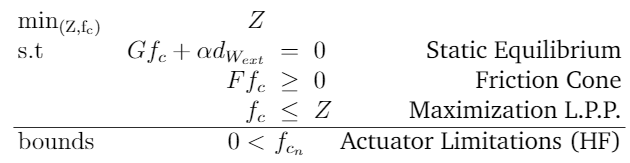 min(Z,fc) Z
s.t Gfc + αdWext = 0 Static Equilibrium
Ffc ≥ 0 Friction Cone
fc ≤ Z Maximization L.P.P.
bounds 0 < fcn Actuator Limitations (HF)